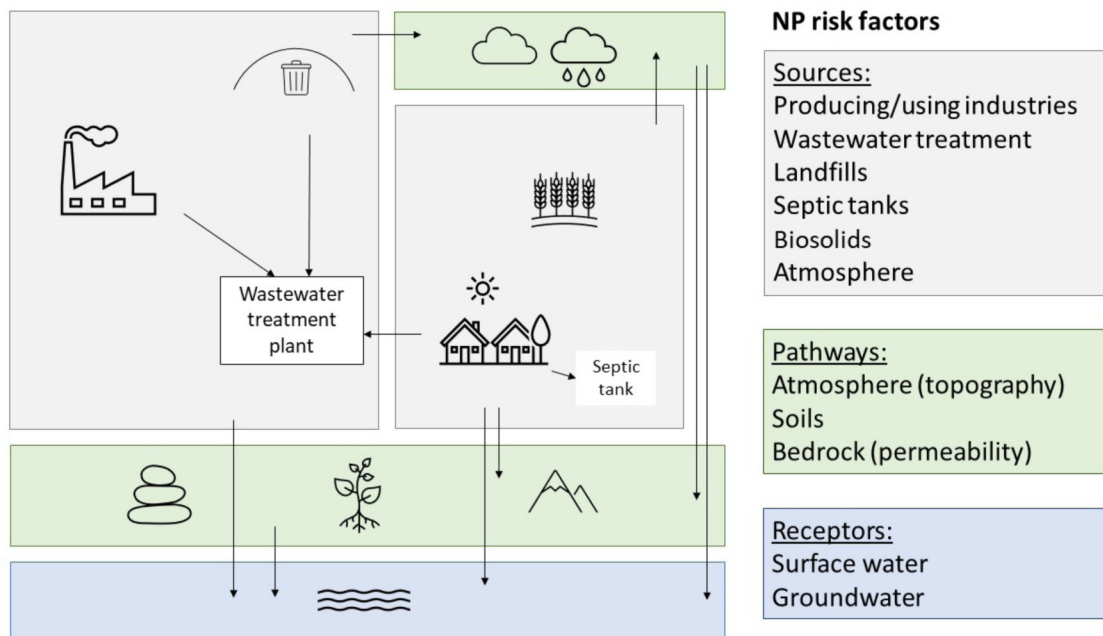 Wastewater
treatment
plant
Septic
tank
NP risk factors
Sources:
Producing/using industries
Wastewater treatment
Landfills
Septic tanks
Biosolids
Atmosphere
Pathways:
Atmosphere (topography)
Soils
Bedrock (permeability)
Receptors:
Surface water
Groundwater